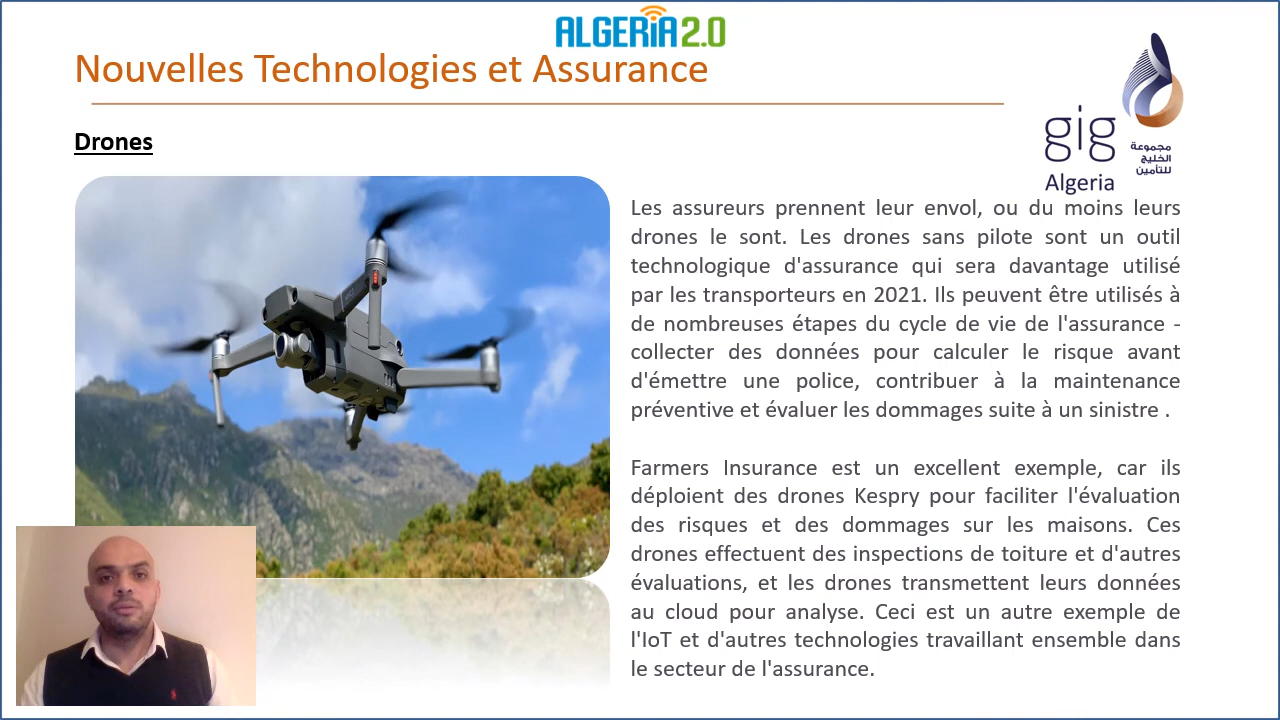 ALGERIA 2.0
Nouvelles Technologies et Assurance
gig
Algeria
مجموعة
الخليج
للتأمين
Drones
Les assureurs prennent leur envol, ou du moins leurs
drones le sont. Les drones sans pilote sont un outil
technologique d'assurance qui sera davantage utilisé
par les transporteurs en 2021. Ils peuvent être utilisés à
de nombreuses étapes du cycle de vie de l'assurance -
collecter des données pour calculer le risque avant
d'émettre une police, contribuer à la maintenance
préventive et évaluer les dommages suite à un sinistre .
Farmers Insurance est un excellent exemple, car ils
déploient des drones Kespry pour faciliter l'évaluation
des risques et des dommages sur les maisons. Ces
drones effectuent des inspections de toiture et d'autres
évaluations, et les drones transmettent leurs données
au cloud pour analyse. Ceci est un autre exemple de
l'IoT et d'autres technologies travaillant ensemble dans
le secteur de l'assurance.